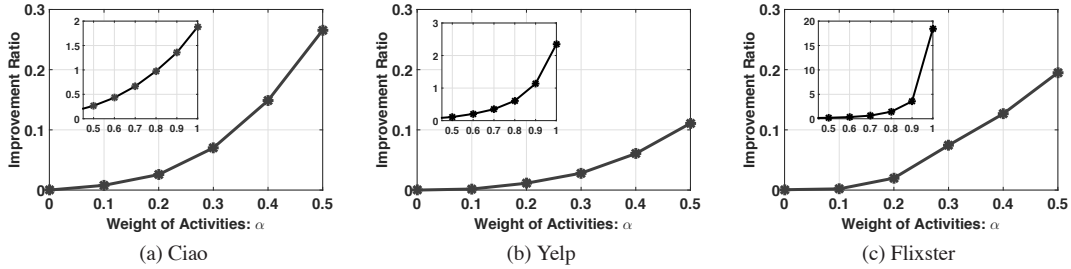 Improvement Ratio
0.3
0.2
0.1
0
0 0.1 0.2 0.3 0.4 0.5
2
1.5
1
0.5
0
0.5 0.6 0.7 0.8 0.9 1
Weight of Activities: α
(a) Ciao
Improvement Ratio
0.3
0.2
0.1
0
0 0.1 0.2 0.3 0.4 0.5
3
2
1
0
0.5 0.6 0.7 0.8 0.9 1
Weight of Activities: α
(b) Yelp
Improvement Ratio
0.3
0.2
0.1
0
0 0.1 0.2 0.3 0.4 0.5
20
15
10
5
0
0.5 0.6 0.7 0.8 0.9 1
Weight of Activities: α
(c) Flixster